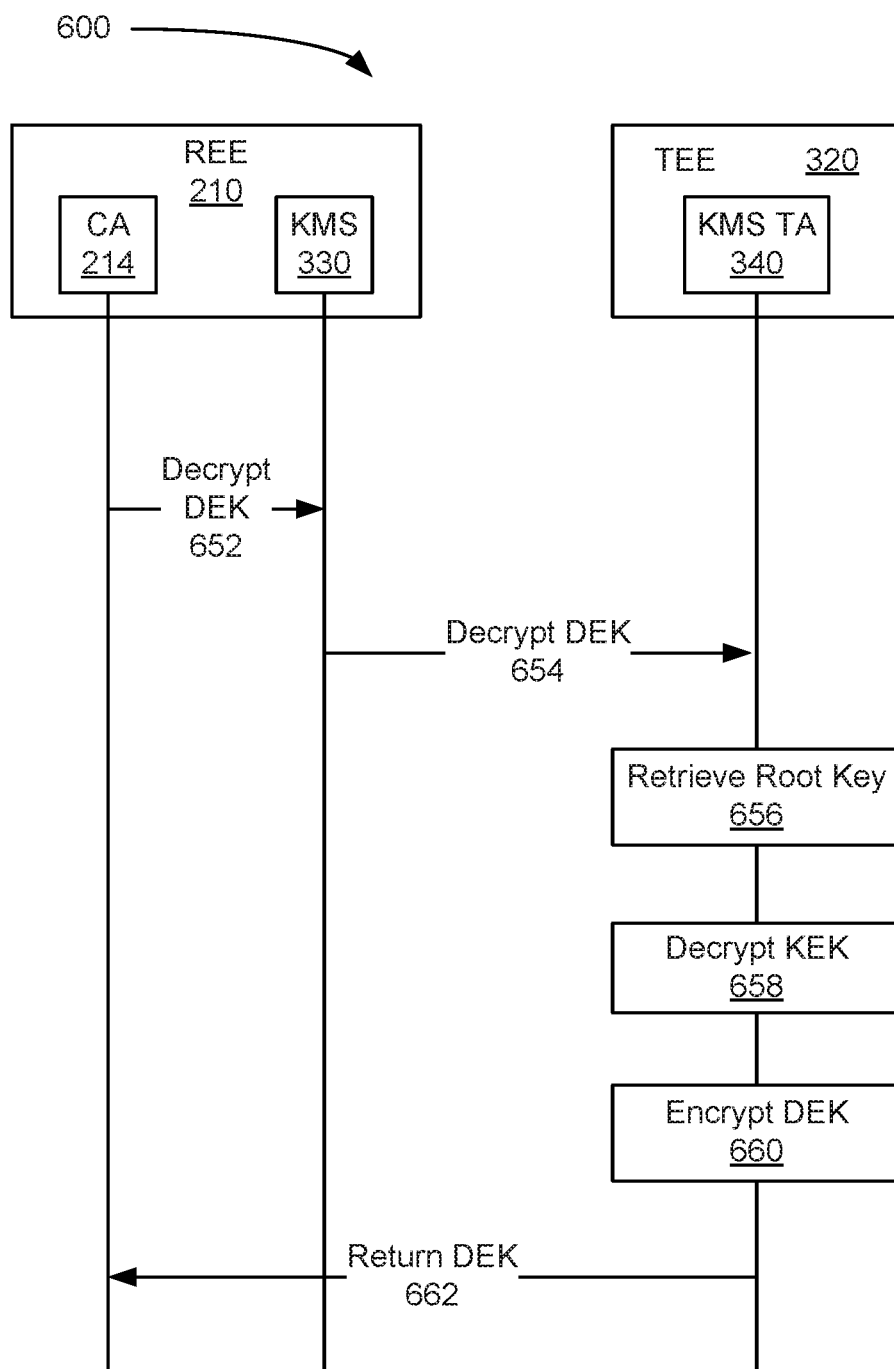 600
REE
210
CA
214
KMS
330
TEE 320
KMS TA
340
Decrypt
DEK
652
Decrypt DEK
654
Retrieve Root Key
656
Decrypt KEK
658
Encrypt DEK
660
Return DEK
662